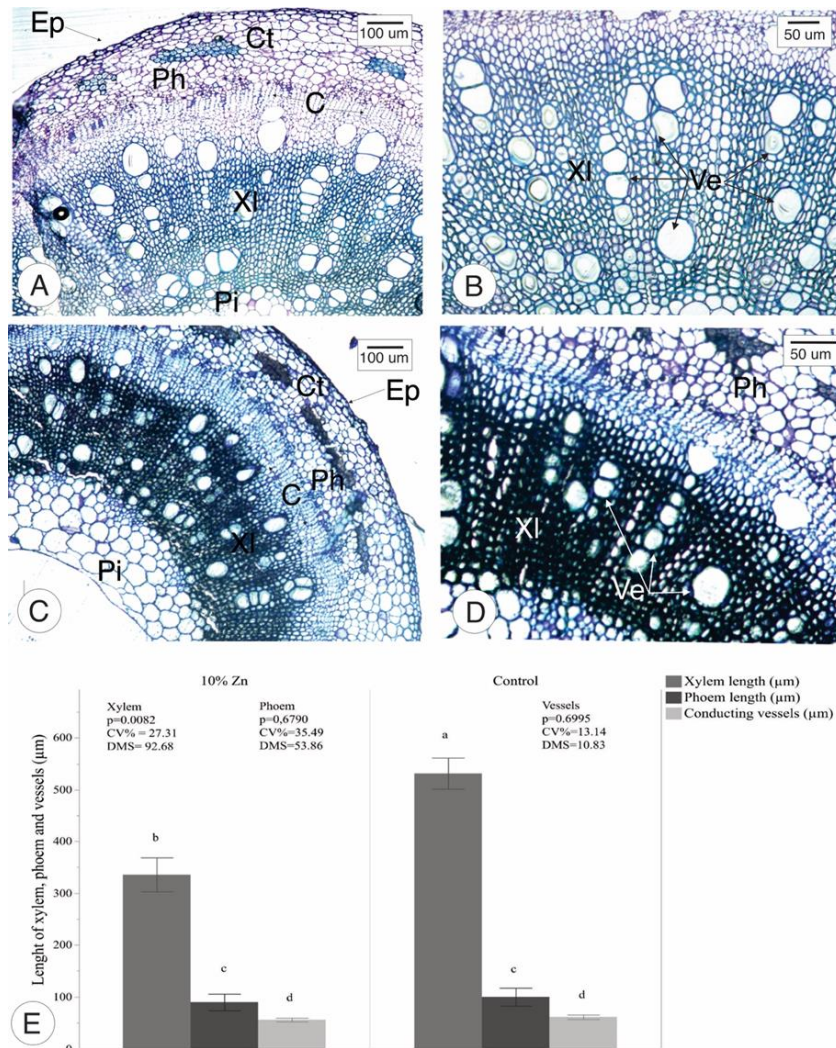 Ep
Ct
100 um
Ph
C
Xl
Pi
A
50 um
Xl
Ve
B
100 um
Ct
Ep
Ph
C
Xl
Pi
C
50 um
Ph
Xl
Ve
D
10% Zn
Control
Xylem length (µm)
Phoem length (µm)
Conducting vessels (µm)
Xylem
p=0.0082
CV% = 27.31
DMS= 92.68
Phoem
p=0,6790
CV%=35.49
DMS=53.86
Vessels
p=0.6995
CV%=13.14
DMS=10.83
Lenght of xylem, phoem and vessels (µm)
600
500
400
300
200
100
0
b
c
d
a
c
d
E